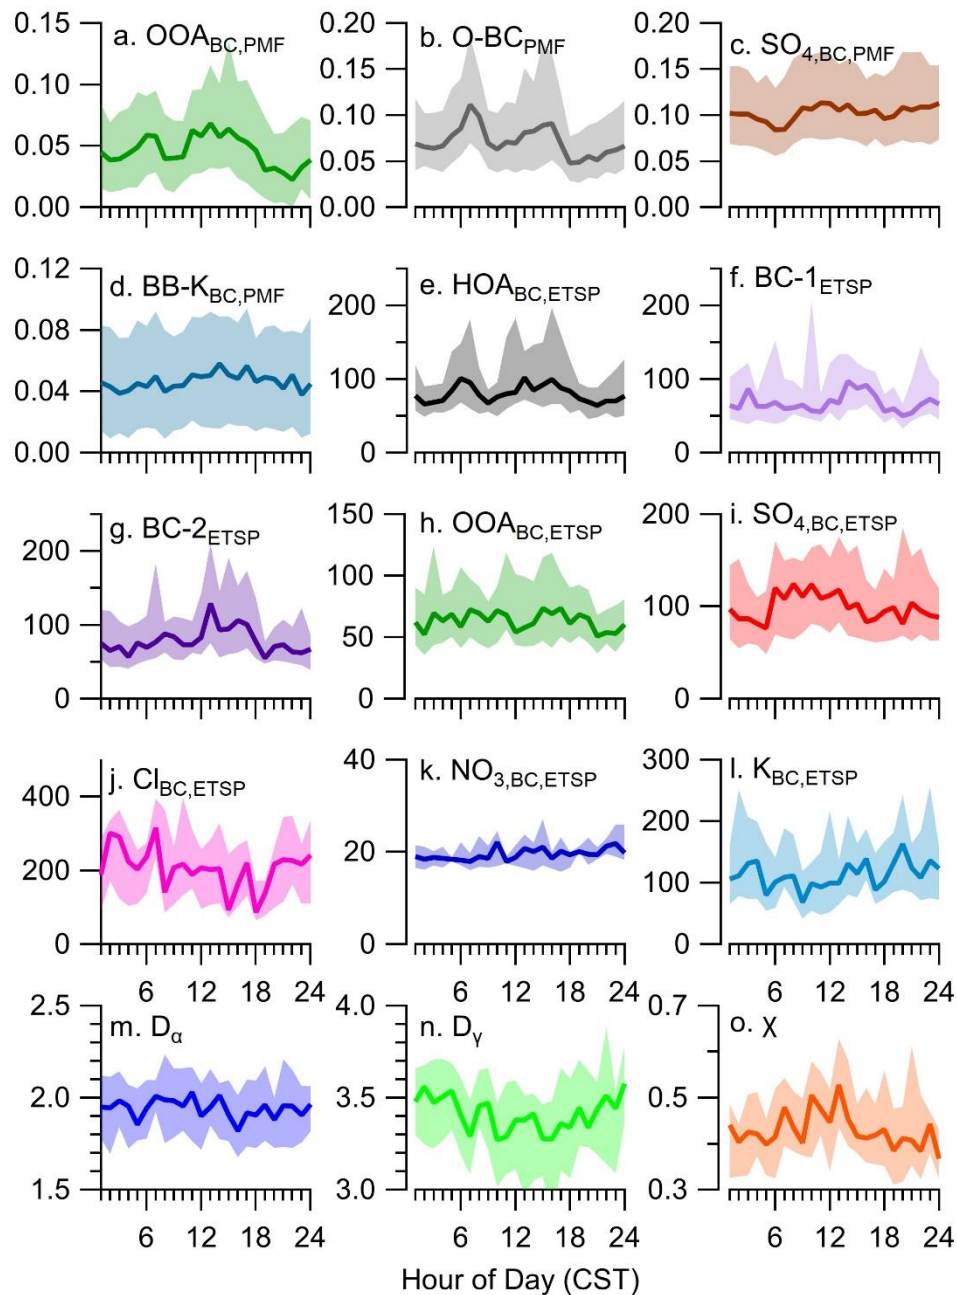 0.15
0.10
0.05
0.00
a. OOA_BC,PMF
0.20
0.15
0.10
0.05
0.00
b. O-BC_PMF
0.20
0.15
0.10
0.05
0.00
c. SO_4,BC,PMF
0.12
0.08
0.04
0.00
d. BB-K_BC,PMF
200
100
0
e. HOA_BC,ETSP
200
100
0
f. BC-1_ETSP
200
100
0
g. BC-2_ETSP
150
100
50
0
h. OOA_BC,ETSP
200
100
0
i. SO_4,BC,ETSP
400
200
0
j. Cl_BC,ETSP
6 12 18 24
40
20
0
k. NO_3,BC,ETSP
6 12 18 24
300
200
100
0
l. K_BC,ETSP
6 12 18 24
2.5
2.0
1.5
m. D_α
6 12 18 24
4.0
3.5
3.0
n. D_γ
6 12 18 24
0.7
0.5
0.3
o. χ
6 12 18 24
Hour of Day (CST)